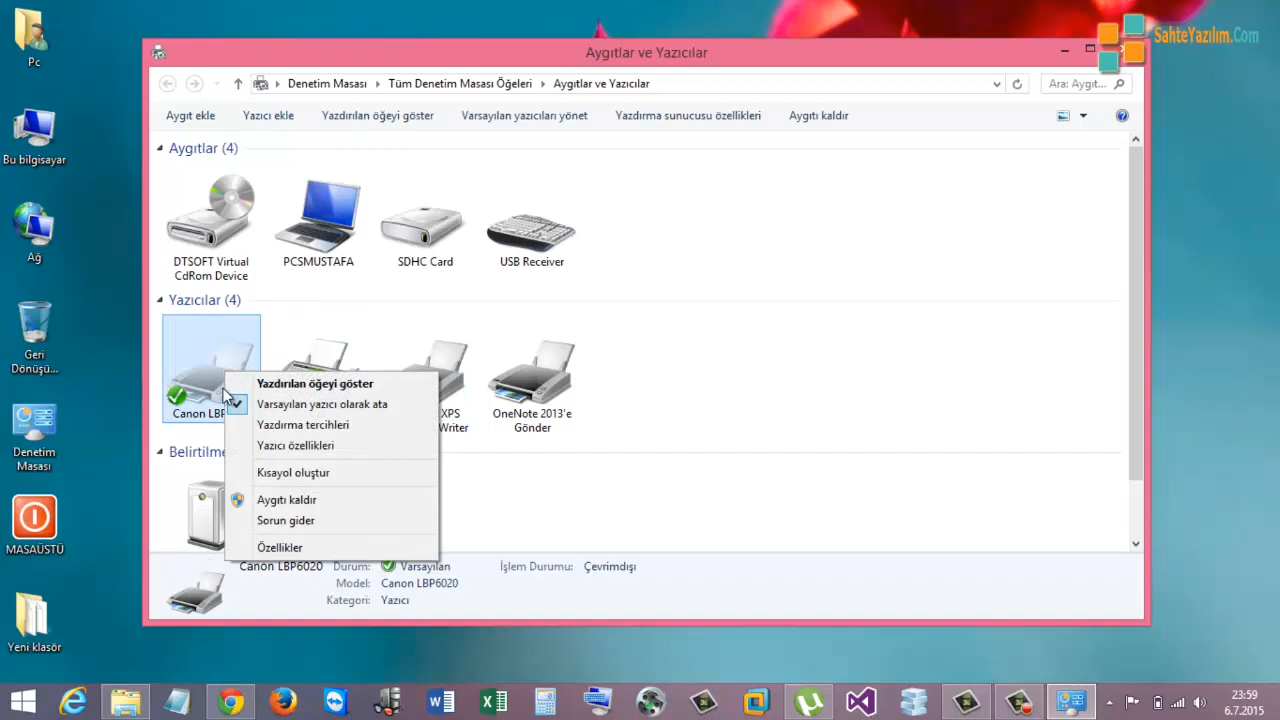 Pc
Bu bilgisayar
Ağ
Geri
Dönüşü...
Denetim
Masası
MASAÜSTÜ
Yeni klasör
SahteYazılım.Com
Aygıtlar ve Yazıcılar
Denetim Masası
Tüm Denetim Masası Öğeleri
Aygıtlar ve Yazıcılar
Ara: Aygıt...
Aygıt ekle
Yazıcı ekle
Yazdırılan öğeyi göster
Varsayılan yazıcıları yönet
Yazdırma sunucusu özellikleri
Aygıtı kaldır
Aygıtlar (4)
DTSOFT Virtual
CdRom Device
PCSMUSTAFA
SDHC Card
USB Receiver
Yazıcılar (4)
Canon LBP
XPS
Writer
OneNote 2013'e
Gönder
Belirtilme
Yazdırılan öğeyi göster
Varsayılan yazıcı olarak ata
Yazdırma tercihleri
Yazıcı özellikleri
Kısayol oluştur
Aygıtı kaldır
Sorun gider
Özellikler
Canon LBP6020
Durum:
Varsayılan
İşlem Durumu:
Çevrimdışı
Model:
Canon LBP6020
Kategori:
Yazıcı
23:59
6.7.2015